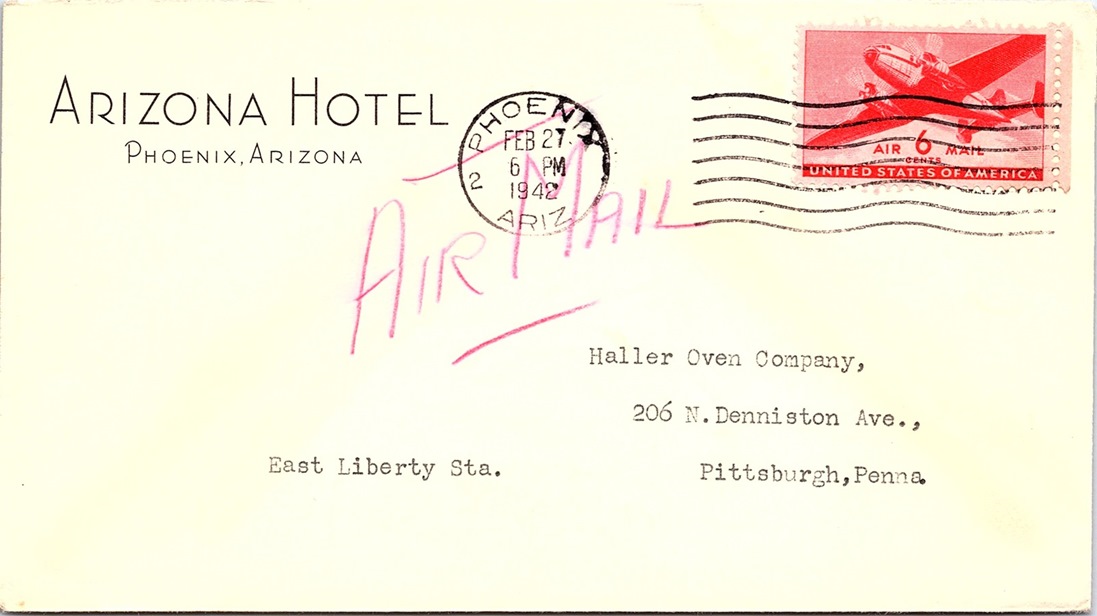 ARIZONA HOTEL
PHOENIX, ARIZONA
PHOENIX
FEB 27
6 PM
1942
2
ARIZ
AIR 6 MAIL
CENTS
UNITED STATES OF AMERICA
AIR MAIL
Haller Oven Company,
206 N.Denniston Ave.,
East Liberty Sta.
Pittsburgh,Penna.